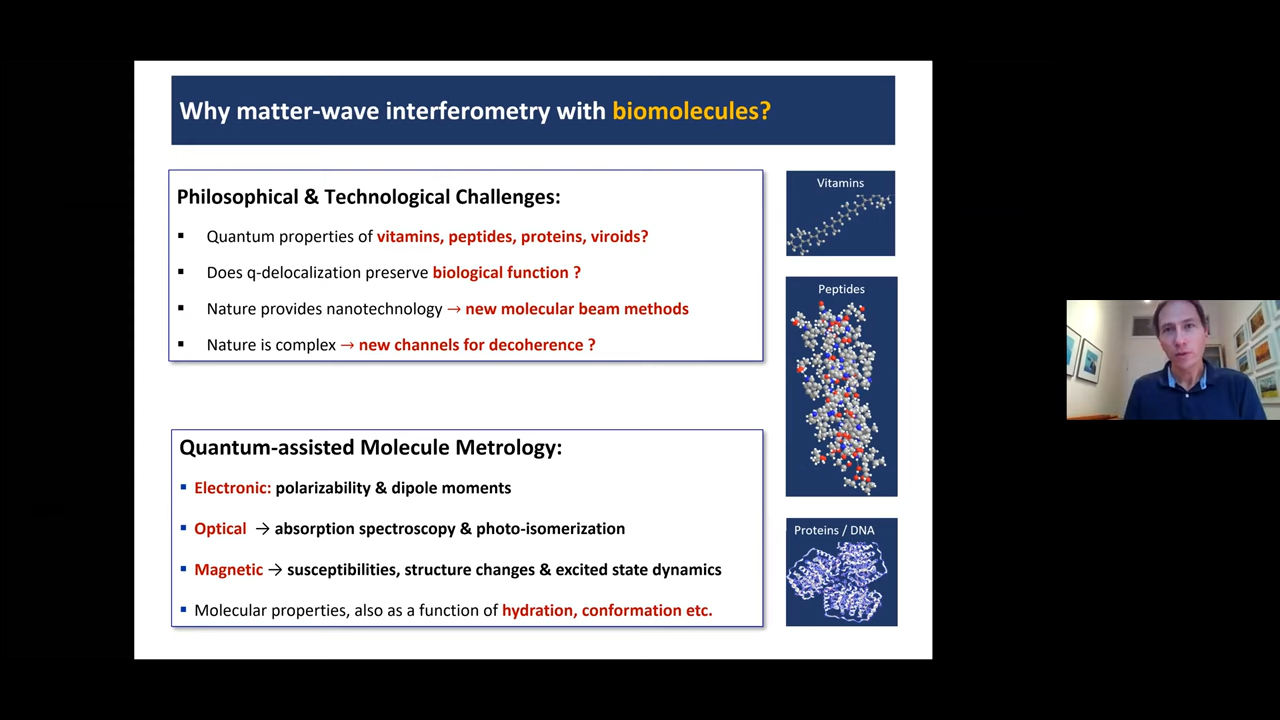 Why matter-wave interferometry with biomolecules?
Philosophical & Technological Challenges:
▪ Quantum properties of vitamins, peptides, proteins, viroids?
▪ Does q-delocalization preserve biological function ?
▪ Nature provides nanotechnology → new molecular beam methods
▪ Nature is complex → new channels for decoherence ?
Quantum-assisted Molecule Metrology:
▪ Electronic: polarizability & dipole moments
▪ Optical → absorption spectroscopy & photo-isomerization
▪ Magnetic → susceptibilities, structure changes & excited state dynamics
▪ Molecular properties, also as a function of hydration, conformation etc.
Vitamins
Peptides
Proteins / DNA